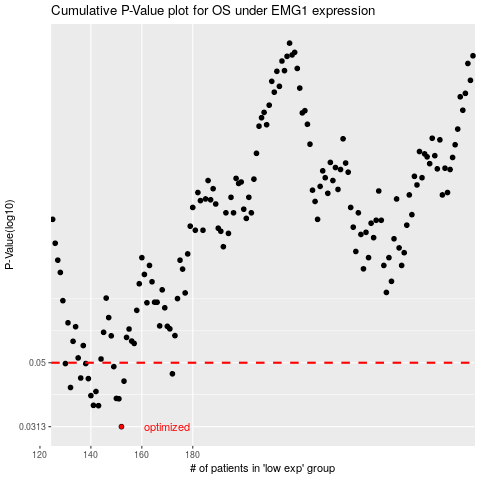 Cumulative P-Value plot for OS under EMG1 expression
P-Value(log10)
0.05
0.0313
optimized
120 140 160 180
# of patients in 'low exp' group